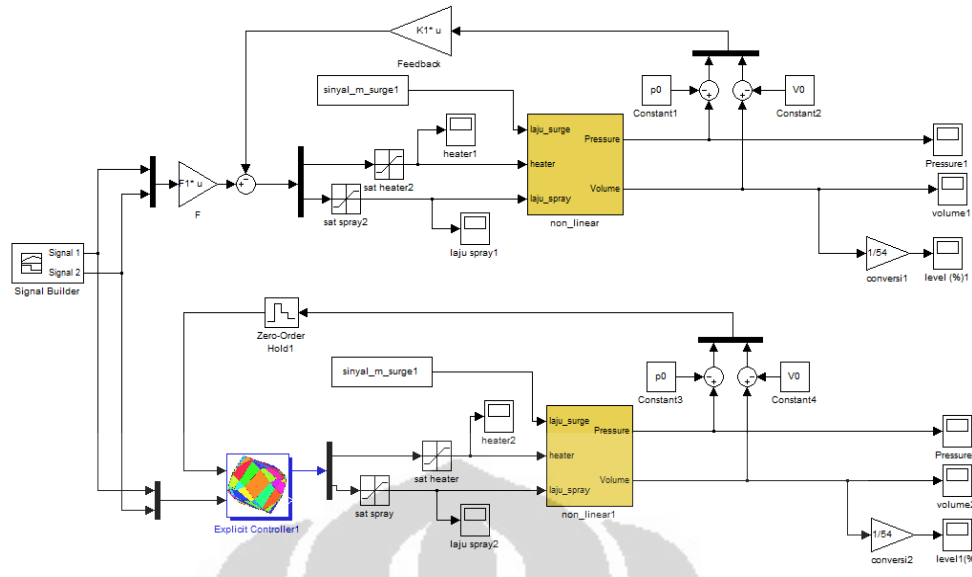 K1* u
Feedback
sinyal_m_surge1
p0
Constant1
V0
Constant2
laju_surge
heater
laju_spray
Pressure
Volume
non_linear
heater1
sat heater2
sat spray2
laju spray1
F1* u
F
Pressure1
volume1
1/54
conversi1
level (%)1
Signal 1
Signal 2
Signal Builder
Zero-Order
Hold1
sinyal_m_surge1
p0
Constant3
V0
Constant4
laju_surge
heater
laju_spray
Pressure
Volume
non_linear1
heater2
sat heater
sat spray
laju spray2
Explicit Controller1
Pressure
volume2
1/54
conversi2
level1(%